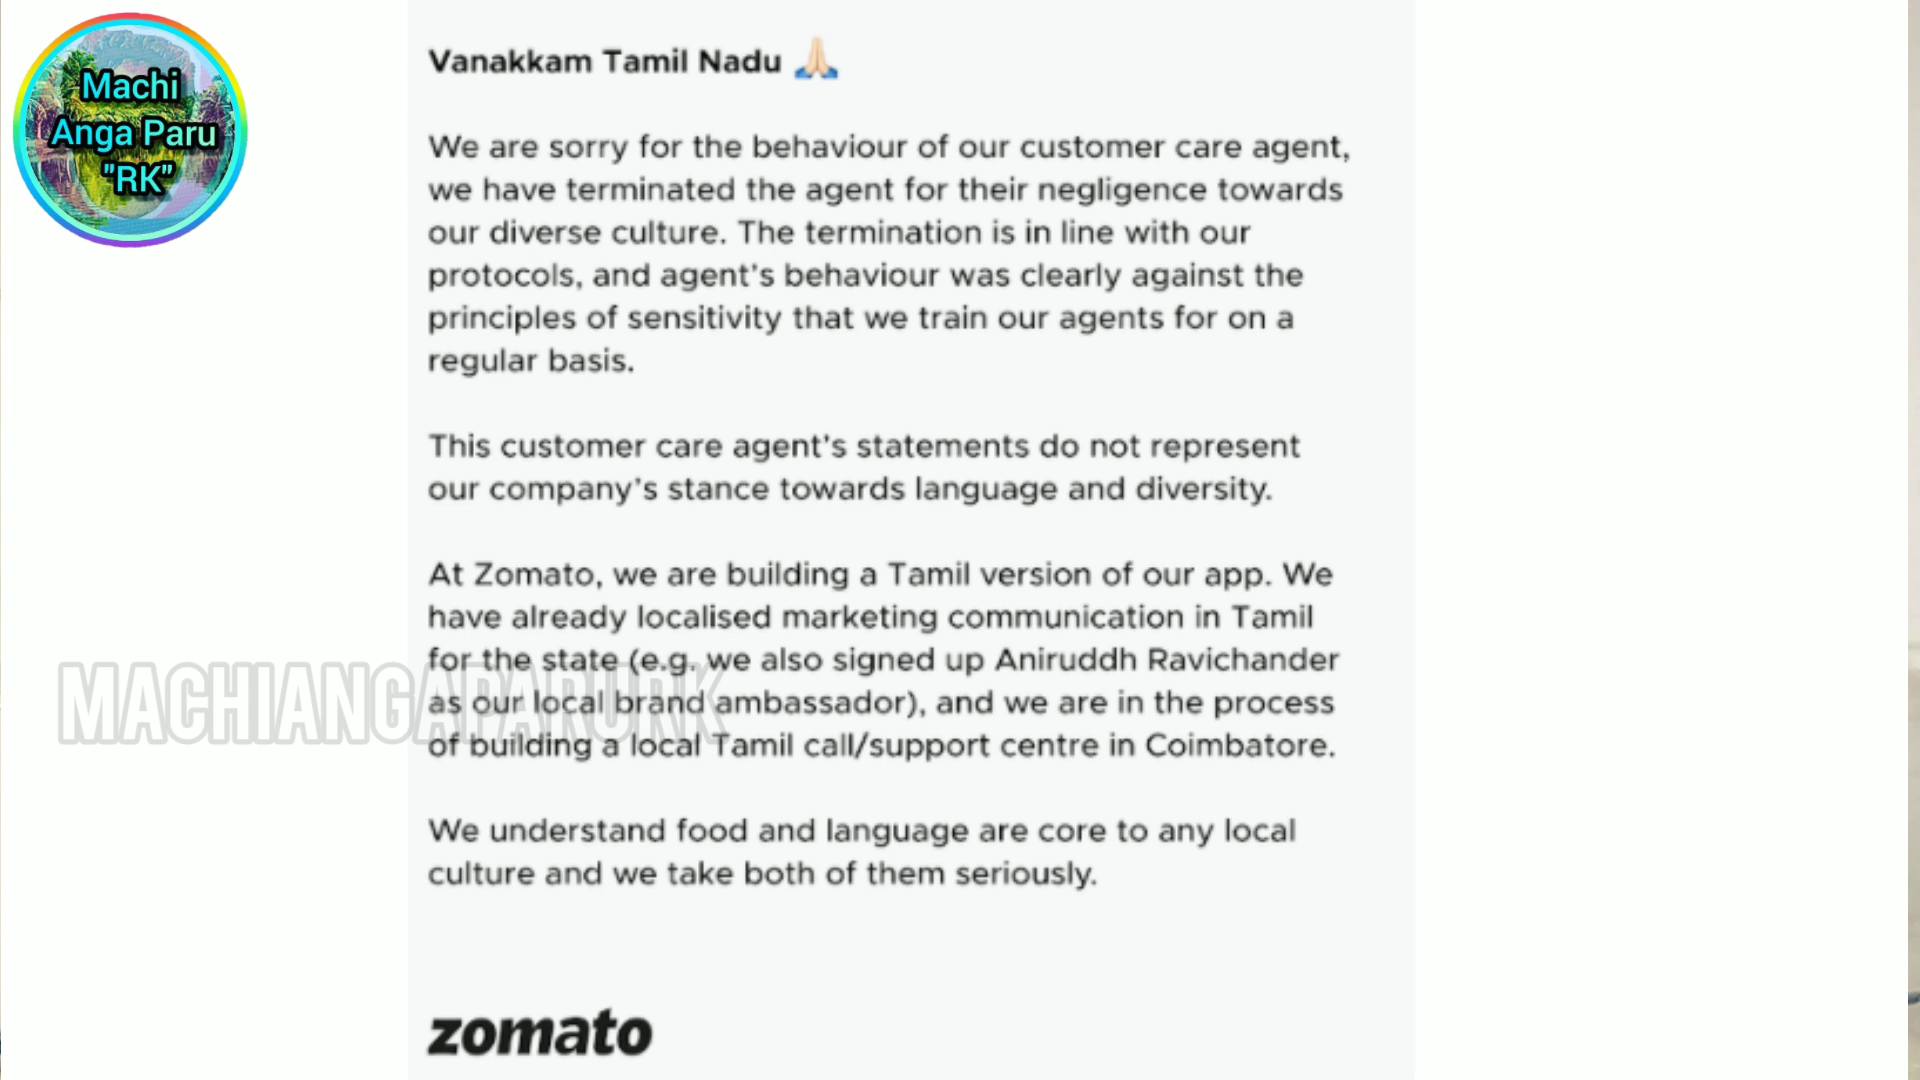 Machi
Anga Paru
"RK"
Vanakkam Tamil Nadu 🙏🏻
We are sorry for the behaviour of our customer care agent,
we have terminated the agent for their negligence towards
our diverse culture. The termination is in line with our
protocols, and agent's behaviour was clearly against the
principles of sensitivity that we train our agents for on a
regular basis.
This customer care agent's statements do not represent
our company's stance towards language and diversity.
At Zomato, we are building a Tamil version of our app. We
have already localised marketing communication in Tamil
for the state (e.g. we also signed up Aniruddh Ravichander
as our local brand ambassador), and we are in the process
of building a local Tamil call/support centre in Coimbatore.
MACHIANGAPARURK
We understand food and language are core to any local
culture and we take both of them seriously.
zomato